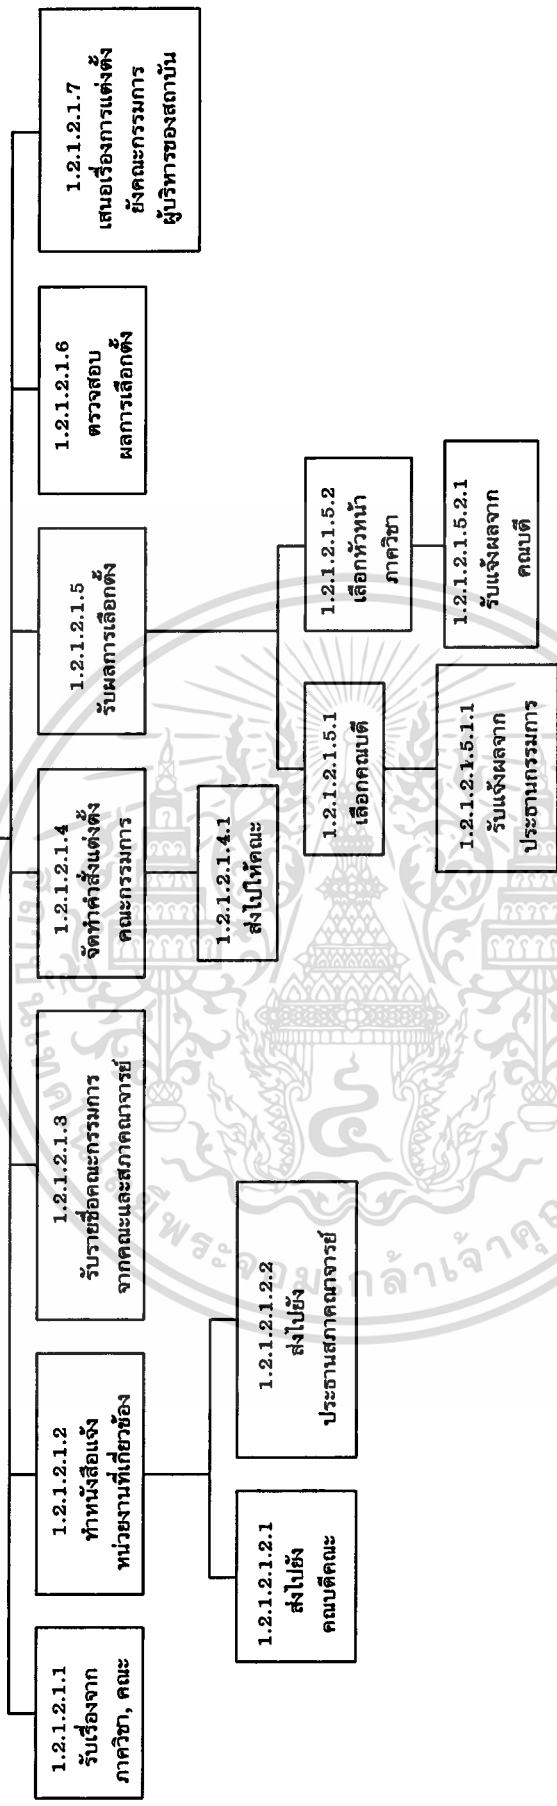 1.2.1.2.1.1
รับเรื่องจาก
ภาควิชา, คณะ
1.2.1.2.1.2
ทำหนังสือแจ้ง
หน่วยงานที่เกี่ยวข้อง
1.2.1.2.1.2.1
ส่งไปยัง
คณบดีคณะ
1.2.1.2.1.2.2
ส่งไปยัง
ประธานสภาคณาจารย์
1.2.1.2.1.3
รับรายชื่อคณะกรรมการ
จากคณะและสภาคณาจารย์
1.2.1.2.1.4
จัดทำคำสั่งแต่งตั้ง
คณะกรรมการ
1.2.1.2.1.4.1
ส่งไปให้คณะ
1.2.1.2.1.5
รับผลการเลือกตั้ง
1.2.1.2.1.5.1
เลือกคณบดี
1.2.1.2.1.5.1.1
รับแจ้งผลจาก
ประธานกรรมการ
1.2.1.2.1.5.2
เลือกหัวหน้า
ภาควิชา
1.2.1.2.1.5.2.1
รับแจ้งผลจาก
คณบดี
1.2.1.2.1.6
ตรวจสอบ
ผลการเลือกตั้ง
1.2.1.2.1.7
เสนอเรื่องการแต่งตั้ง
ยังคณะกรรมการ
ผู้บริหารของสถาบัน